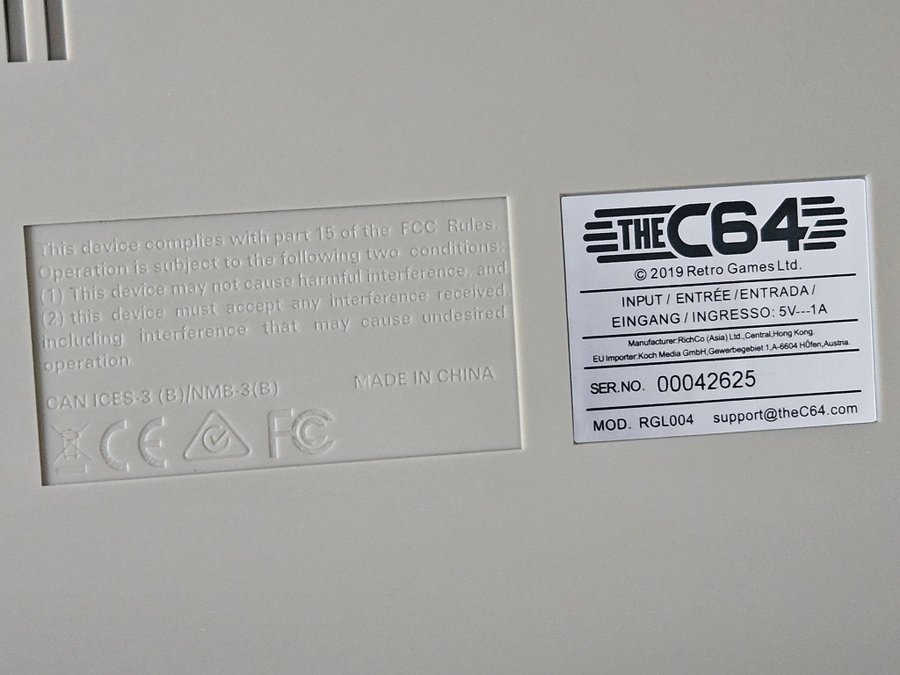 This device complies with part 15 of the FCC Rules.
Operation is subject to the following two conditions:
(1) This device may not cause harmful interference, and
(2) this device must accept any interference received,
including interference that may cause undesired
operation.
CAN ICES-3 (B)/NMB-3(B)
MADE IN CHINA
CE
FC
THEC64
© 2019 Retro Games Ltd.
INPUT / ENTRÉE / ENTRADA /
EINGANG / INGRESSO: 5V---1A
Manufacturer:RichCo (Asia) Ltd.,Central,Hong Kong.
EU Importer:Koch Media GmbH,Gewerbegebiet 1,A-6604 HÛfen,Austria.
SER.NO. 00042625
MOD. RGL004 support@theC64.com